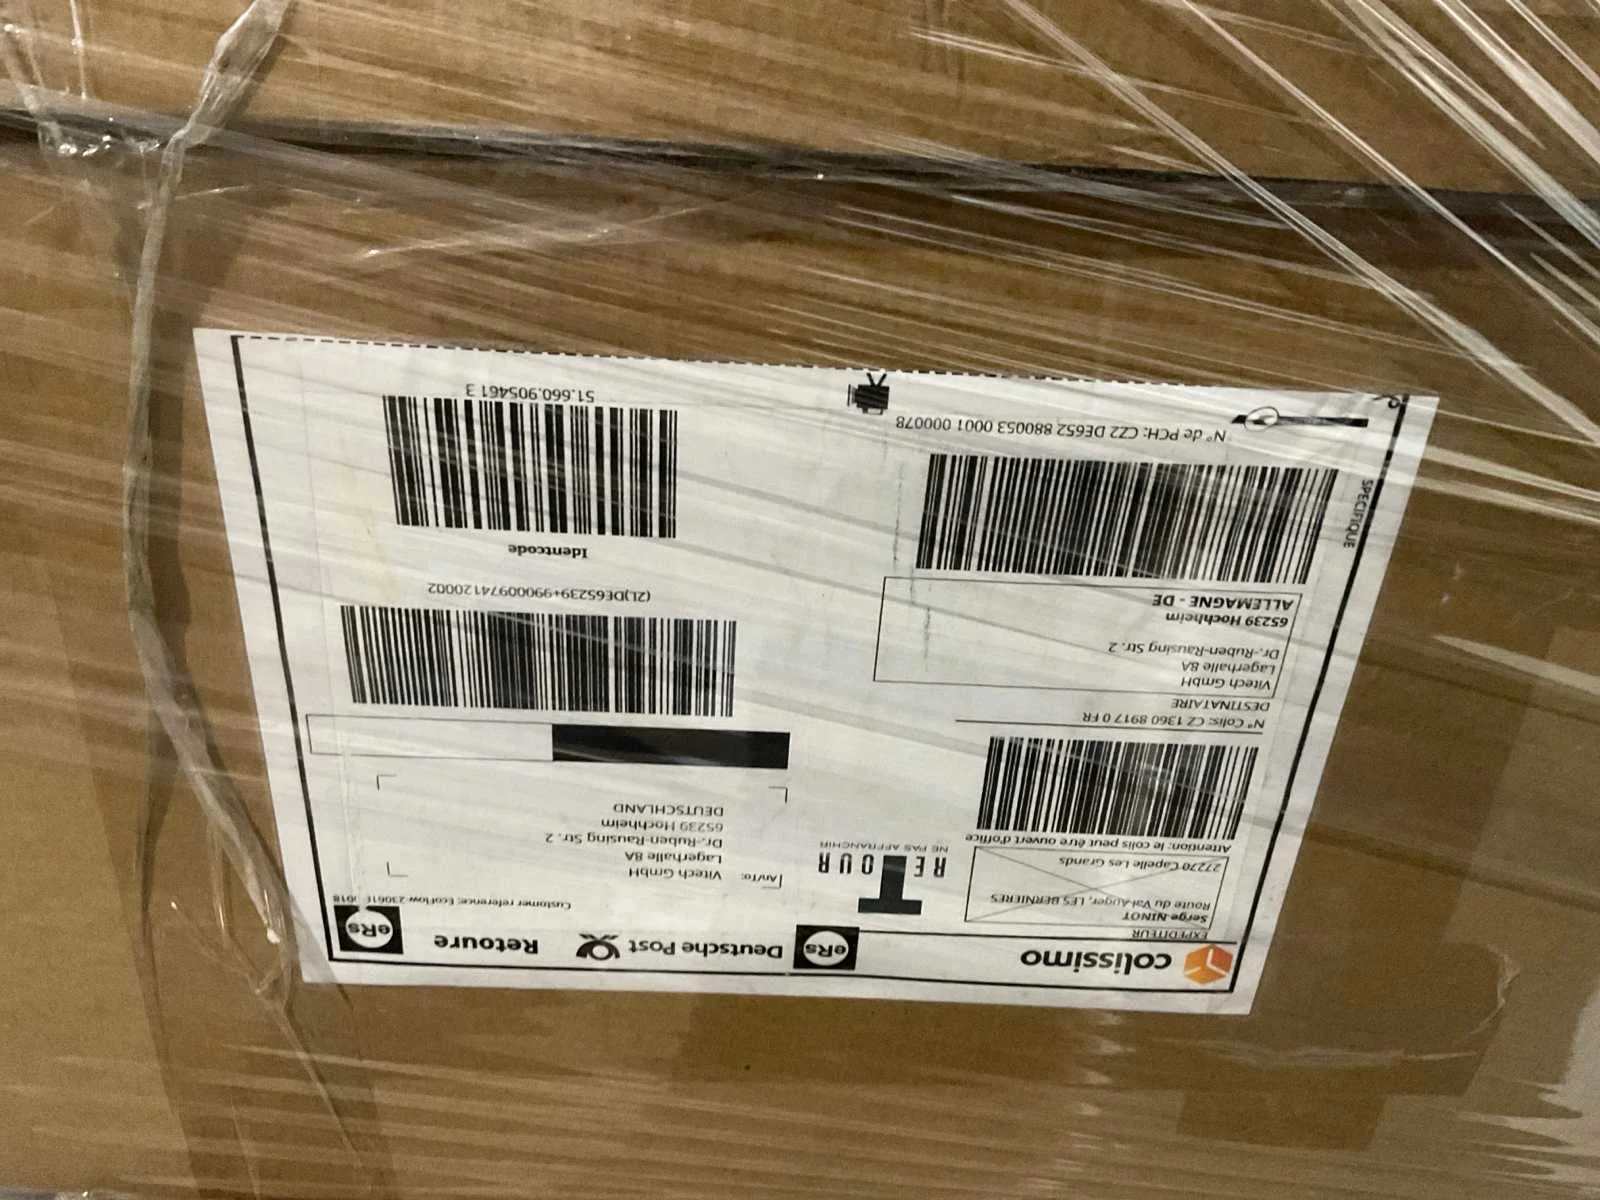 colissimo
EXPEDITEUR
Serge NINOT
Route du Val-Auger, LES BERNIERES
27270 Capelle Les Grands
Attention: le colis peut être ouvert d'office
RETOUR
NE PAS AFFRANCHIR
N° Colis: CZ 1360 8917 0 FR
DESTINATAIRE
Vitech GmbH
Lagerhalle 8A
Dr.-Ruben-Rausing Str. 2
65239 Hochheim
ALLEMAGNE - DE
SPECIFIQUE
N° de PCH: CZ2 DE652 880053 0001 000078
eRs
Deutsche Post
Retoure
eRs
Customer reference: EcoFlow
An/To: Vitech GmbH
Lagerhalle 8A
Dr.-Ruben-Rausing Str. 2
65239 Hochheim
DEUTSCHLAND
(2L)DE65239+99000974120002
Identcode
51.660.905461 3